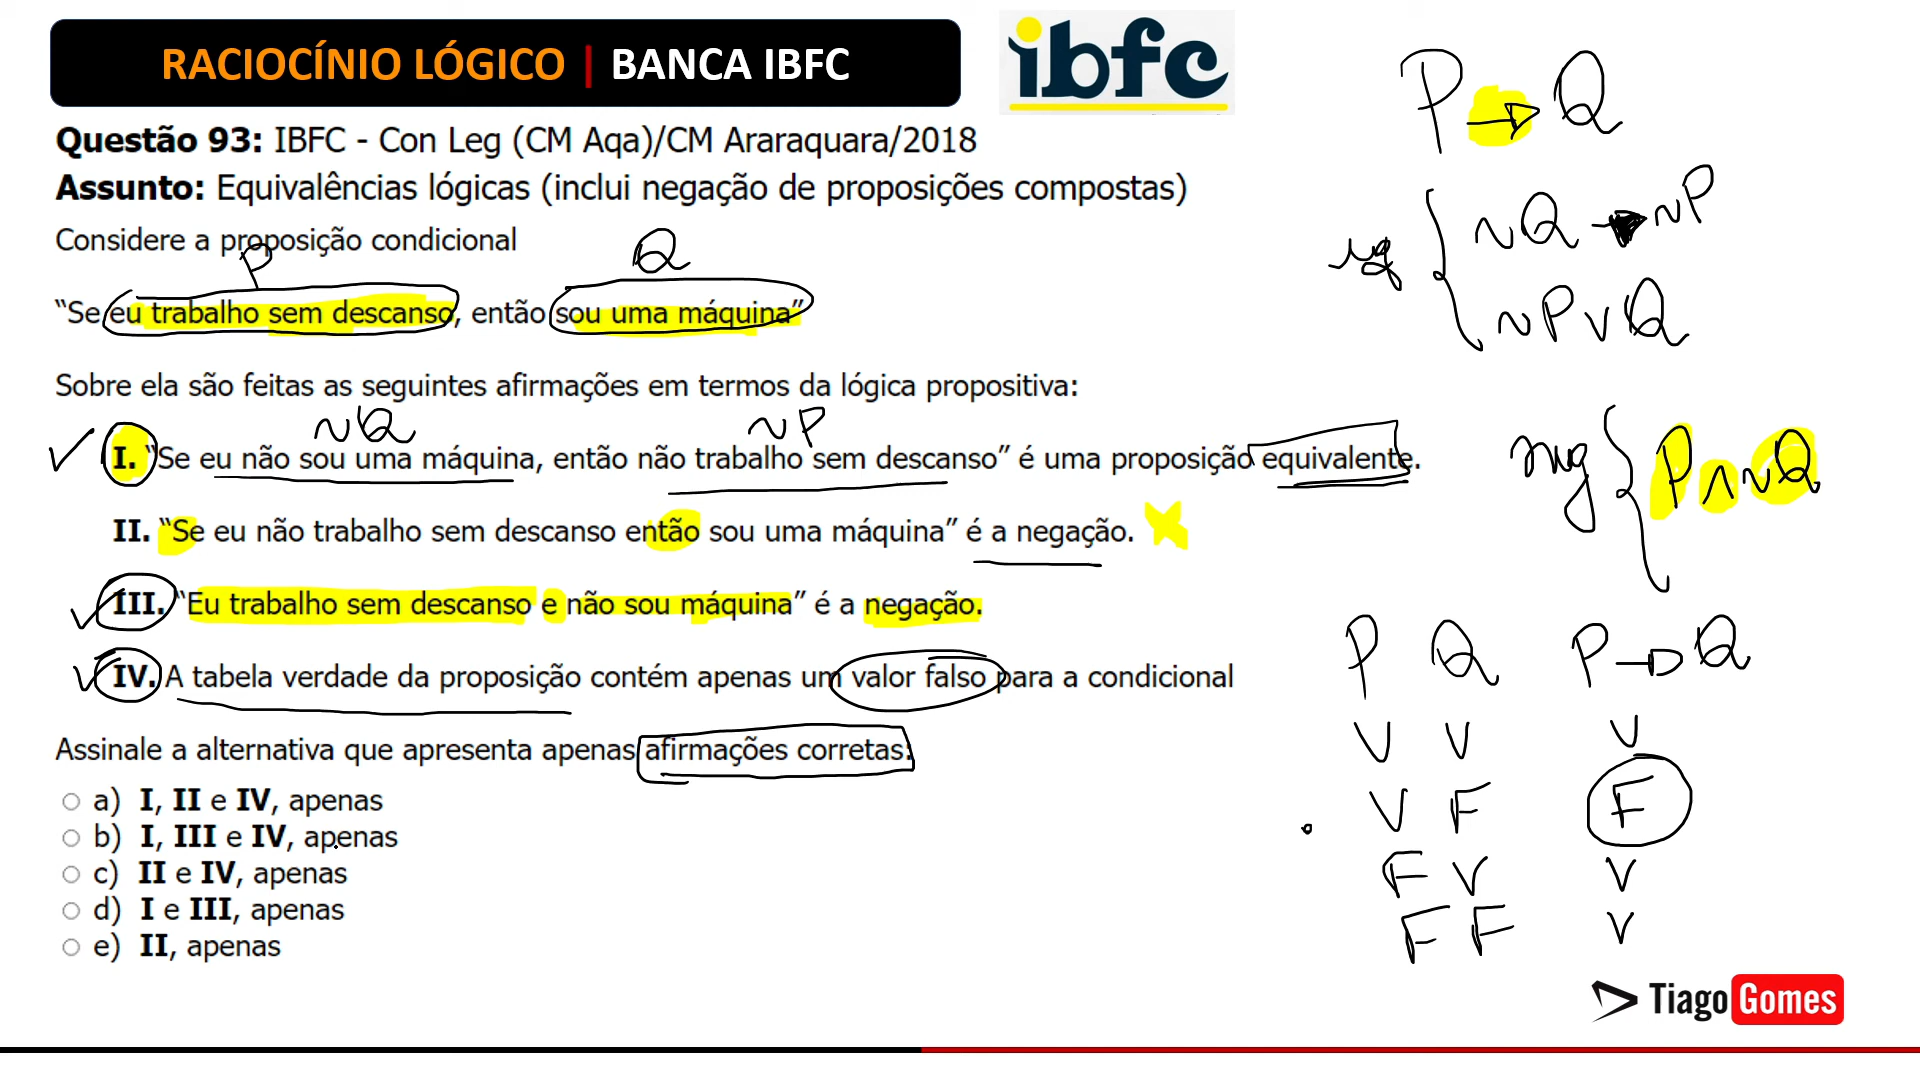 RACIOCÍNIO LÓGICO | BANCA IBFC
ibfc
Questão 93: IBFC - Con Leg (CM Aqa)/CM Araraquara/2018
Assunto: Equivalências lógicas (inclui negação de proposições compostas)
Considere a proposição condicional
P Q
“Se eu trabalho sem descanso, então sou uma máquina”
Sobre ela são feitas as seguintes afirmações em termos da lógica propositiva:
~Q ~P
I. “Se eu não sou uma máquina, então não trabalho sem descanso” é uma proposição equivalente.
II. “Se eu não trabalho sem descanso então sou uma máquina” é a negação.
III. “Eu trabalho sem descanso e não sou máquina” é a negação.
IV. A tabela verdade da proposição contém apenas um valor falso para a condicional
Assinale a alternativa que apresenta apenas afirmações corretas:
a) I, II e IV, apenas
b) I, III e IV, apenas
c) II e IV, apenas
d) I e III, apenas
e) II, apenas
P → Q
~Q → ~P
~P ∨ Q
neg { P ∧ ~Q
P Q P → Q
V V V
V F F
F V V
F F V
Tiago Gomes